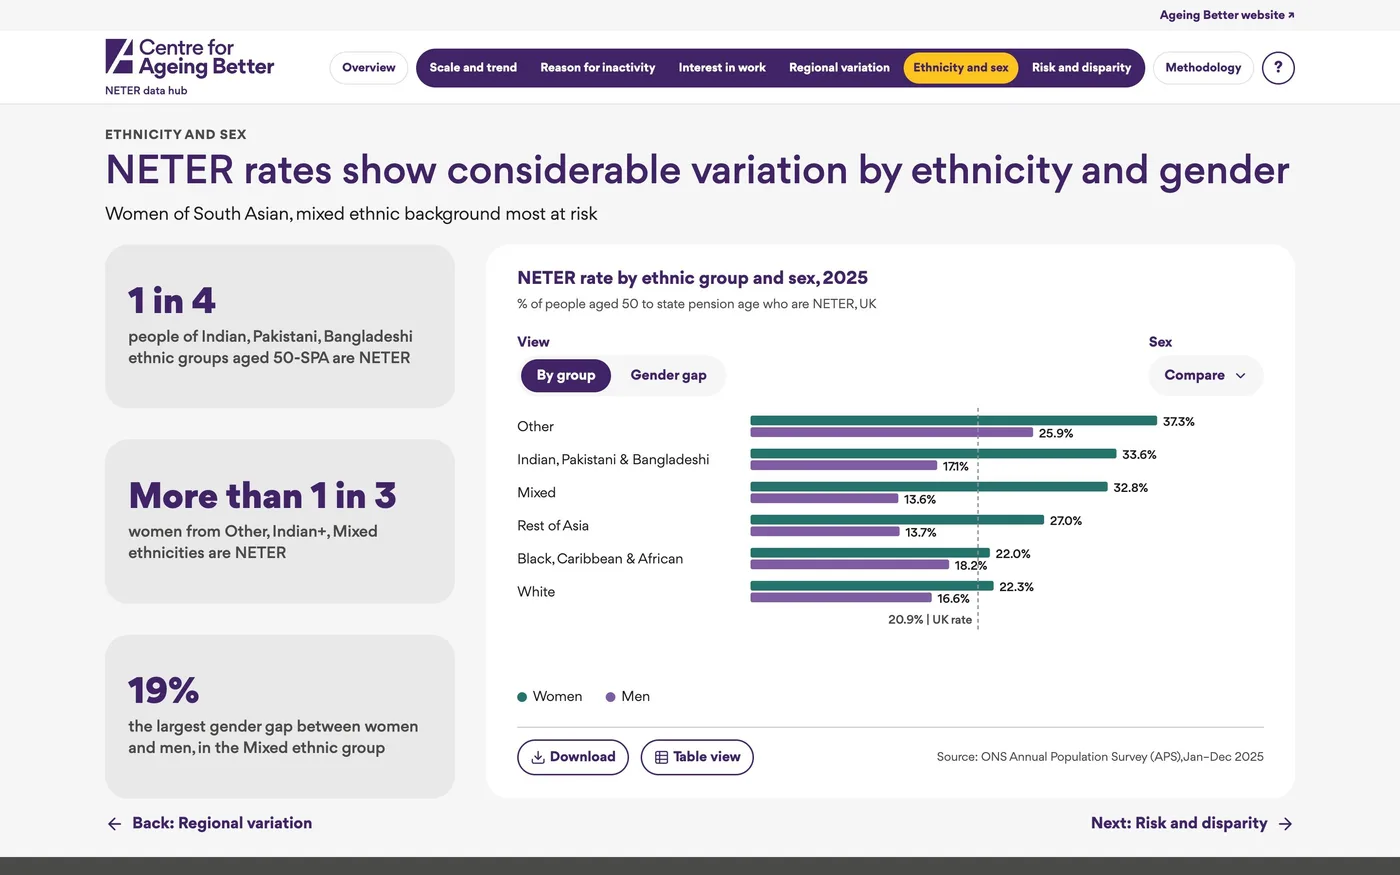 Ageing Better website ↗
Centre for
Ageing Better
NETER data hub
Overview
Scale and trend
Reason for inactivity
Interest in work
Regional variation
Ethnicity and sex
Risk and disparity
Methodology
?
ETHNICITY AND SEX
NETER rates show considerable variation by ethnicity and gender
Women of South Asian, mixed ethnic background most at risk
1 in 4
people of Indian, Pakistani, Bangladeshi
ethnic groups aged 50-SPA are NETER
More than 1 in 3
women from Other, Indian+, Mixed
ethnicities are NETER
19%
the largest gender gap between women
and men, in the Mixed ethnic group
NETER rate by ethnic group and sex, 2025
% of people aged 50 to state pension age who are NETER, UK
View
Sex
By group
Gender gap
Compare
Other
37.3%
25.9%
Indian, Pakistani & Bangladeshi
33.6%
17.1%
Mixed
32.8%
13.6%
Rest of Asia
27.0%
13.7%
Black, Caribbean & African
22.0%
18.2%
White
22.3%
16.6%
20.9% | UK rate
Women
Men
Download
Table view
Source: ONS Annual Population Survey (APS),Jan–Dec 2025
← Back: Regional variation
Next: Risk and disparity →